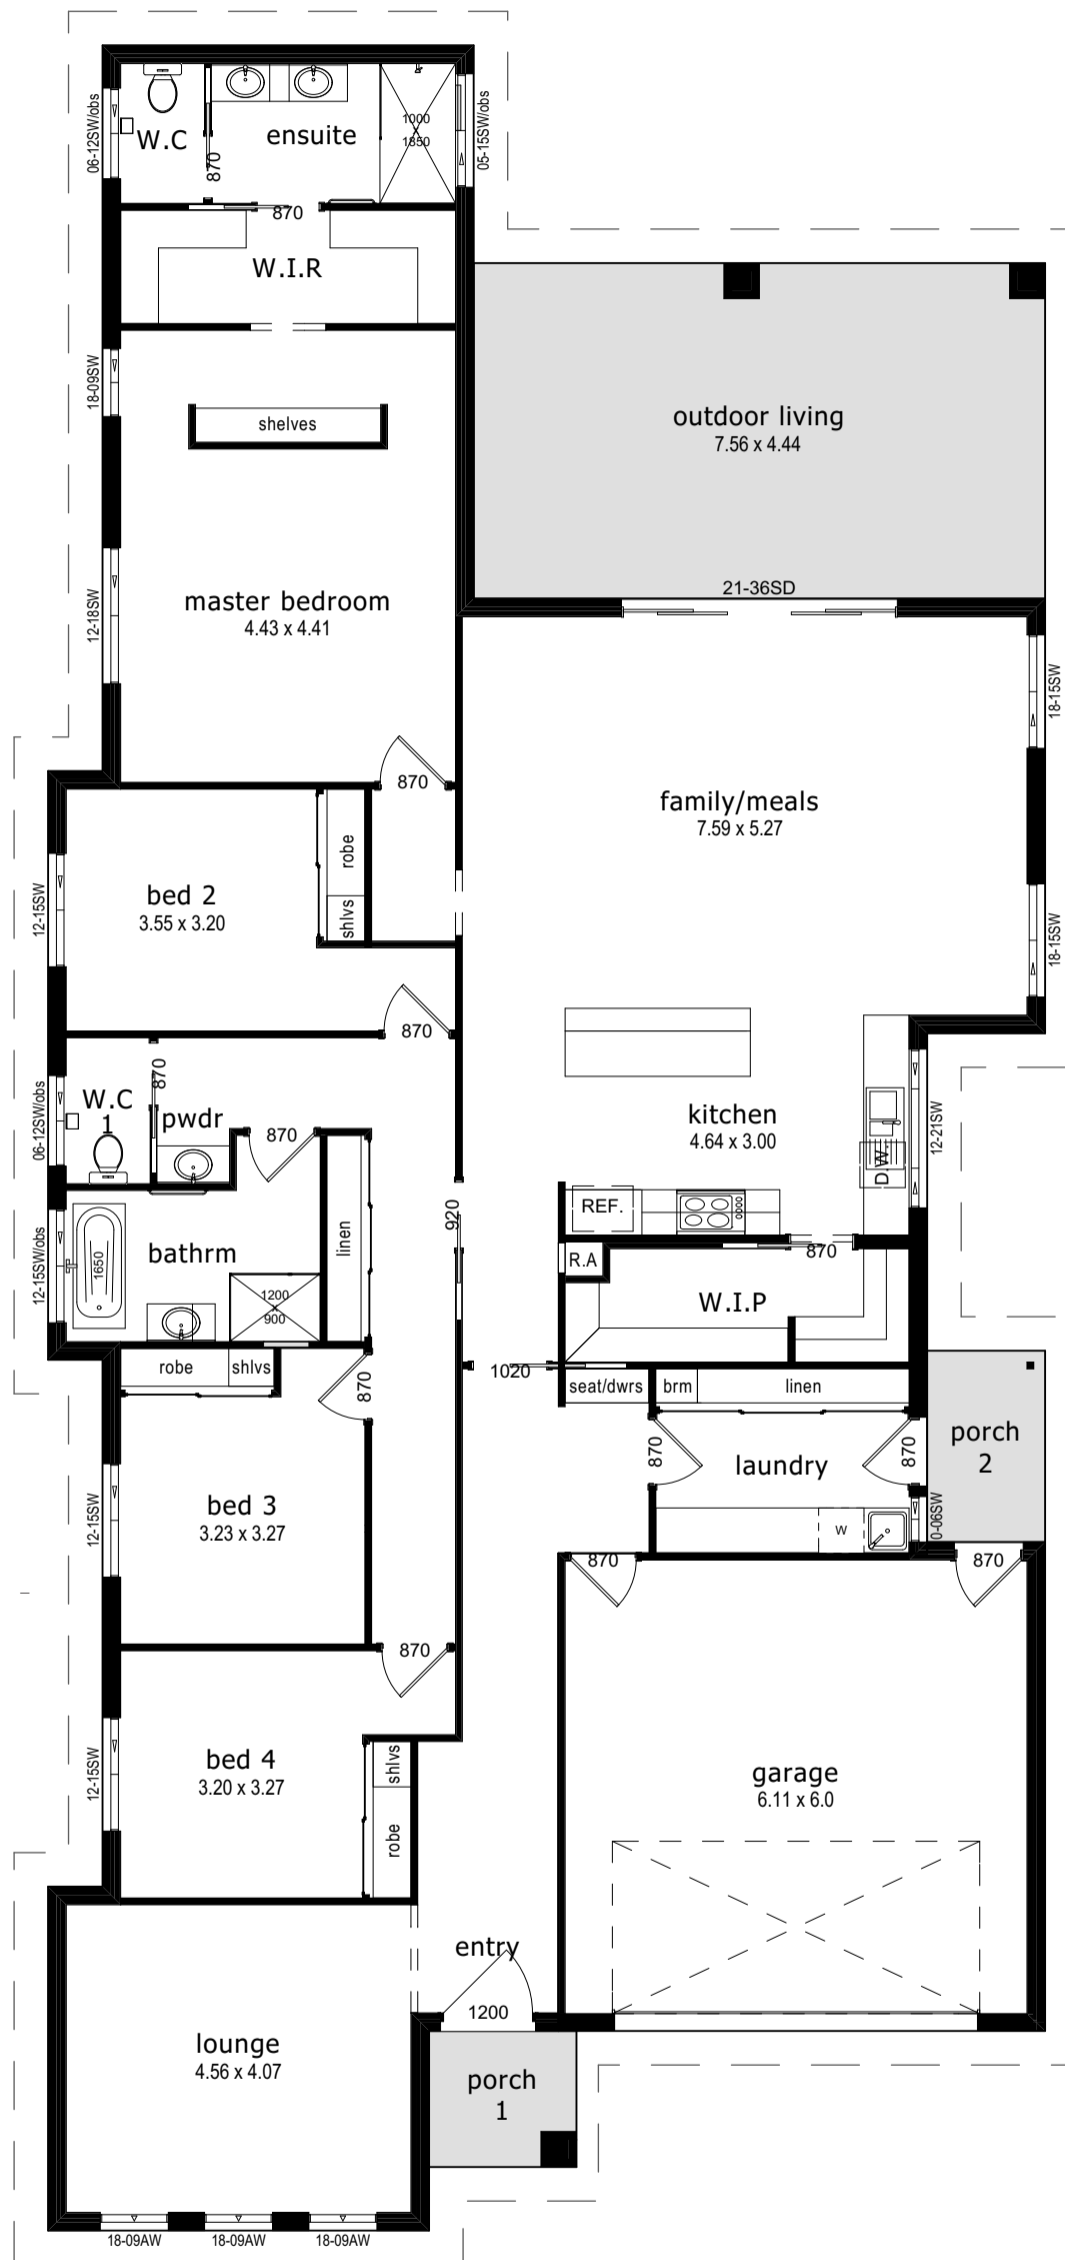 06-12SW/obs
W.C
870
ensuite
1000
1850
05-15SW/obs
870
W.I.R
18-09SW
shelves
outdoor living
7.56 x 4.44
12-18SW
master bedroom
4.43 x 4.41
21-36SD
18-15SW
870
family/meals
7.59 x 5.27
12-15SW
bed 2
3.55 x 3.20
robe
shlvs
18-15SW
870
06-12SW/obs
W.C
1
870
pwdr
870
kitchen
4.64 x 3.00
D.W.
12-21SW
REF.
920
12-15SW/obs
1650
bathrm
1200
x
900
linen
R.A
870
W.I.P
robe
shlvs
870
1020
seat/dwrs
brm
linen
870
laundry
870
porch
2
12-15SW
bed 3
3.23 x 3.27
W
0-06SW
870
870
870
12-15SW
bed 4
3.20 x 3.27
shlvs
robe
garage
6.11 x 6.0
entry
1200
lounge
4.56 x 4.07
porch
1
18-09AW
18-09AW
18-09AW